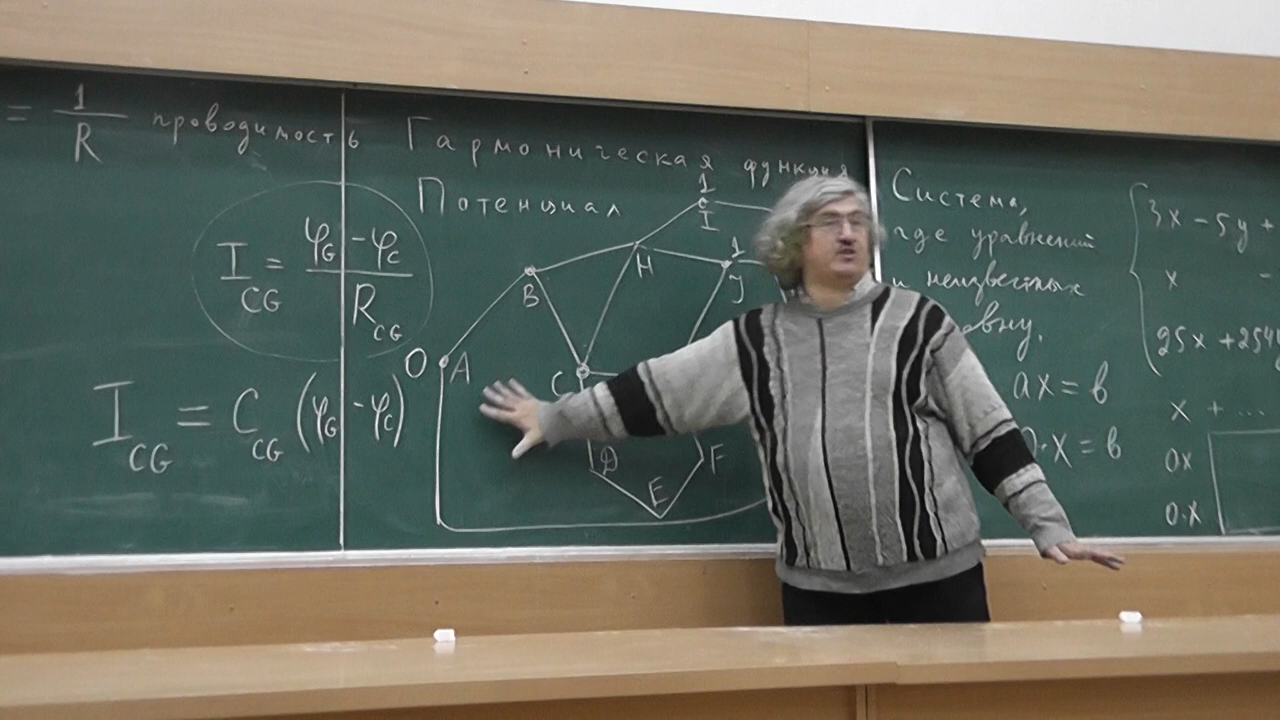 = 1/R проводимость
I_CG = (φ_G - φ_C)/R_CG
I_CG = C_CG (φ_G - φ_C)
Гармоническая функция
Потенциал
1
I
H
1
J
B
0 A
C
D
F
E
Система,
где уравнений
и неизвестных
ax = b
0·x = b
3x - 5y +
x -
25x + 254
x + ...
0x
0·x